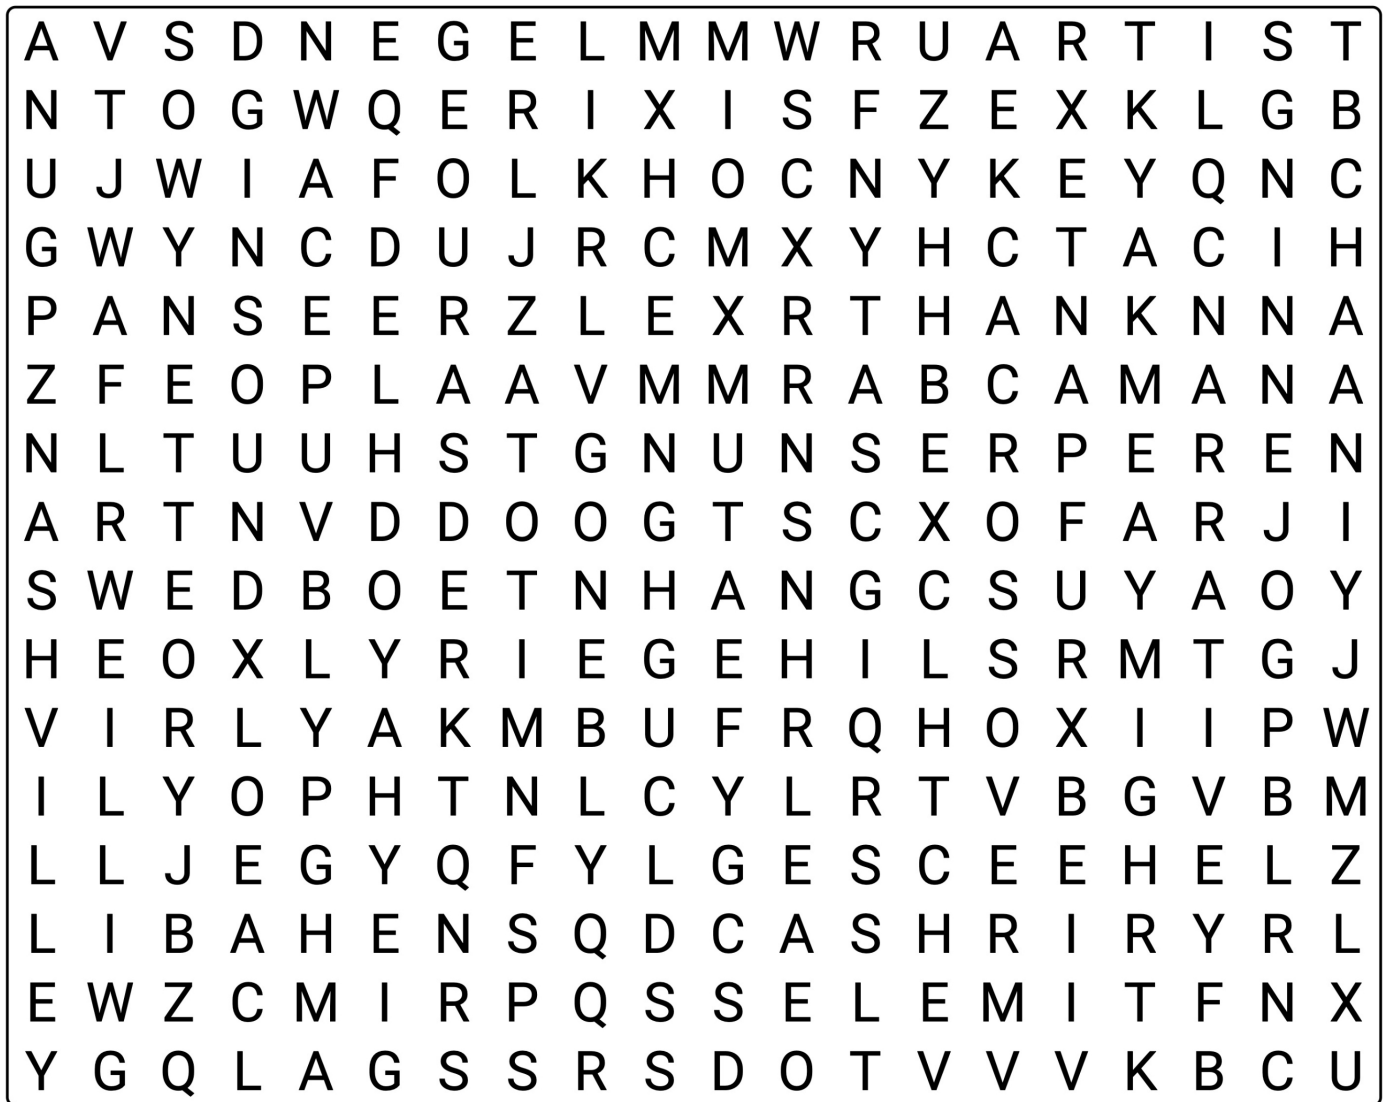 A V S D N E G E L M M W R U A R T I S T
N T O G W Q E R I X I S F Z E X K L G B
U J W I A F O L K H O C N Y K E Y Q N C
G W Y N C D U J R C M X Y H C T A C I H
P A N S E E R Z L E X R T H A N K N N A
Z F E O P L A A V M M R A B C A M A N A
N L T U U H S T G N U N S E R P E R E N
A R T N V D D O O G T S C X O F A R J I
S W E D B O E T N H A N G C S U Y A O Y
H E O X L Y R I E G E H I L S R M T G J
V I R L Y A K M B U F R Q H O X I I P W
I L Y O P H T N L C Y L R T V B G V B M
L L J E G Y Q F Y L G E S C E E H E L Z
L I B A H E N S Q D C A S H R I R Y R L
E W Z C M I R P Q S S E L E M I T F N X
Y G Q L A G S S R S D O T V V V K B C U